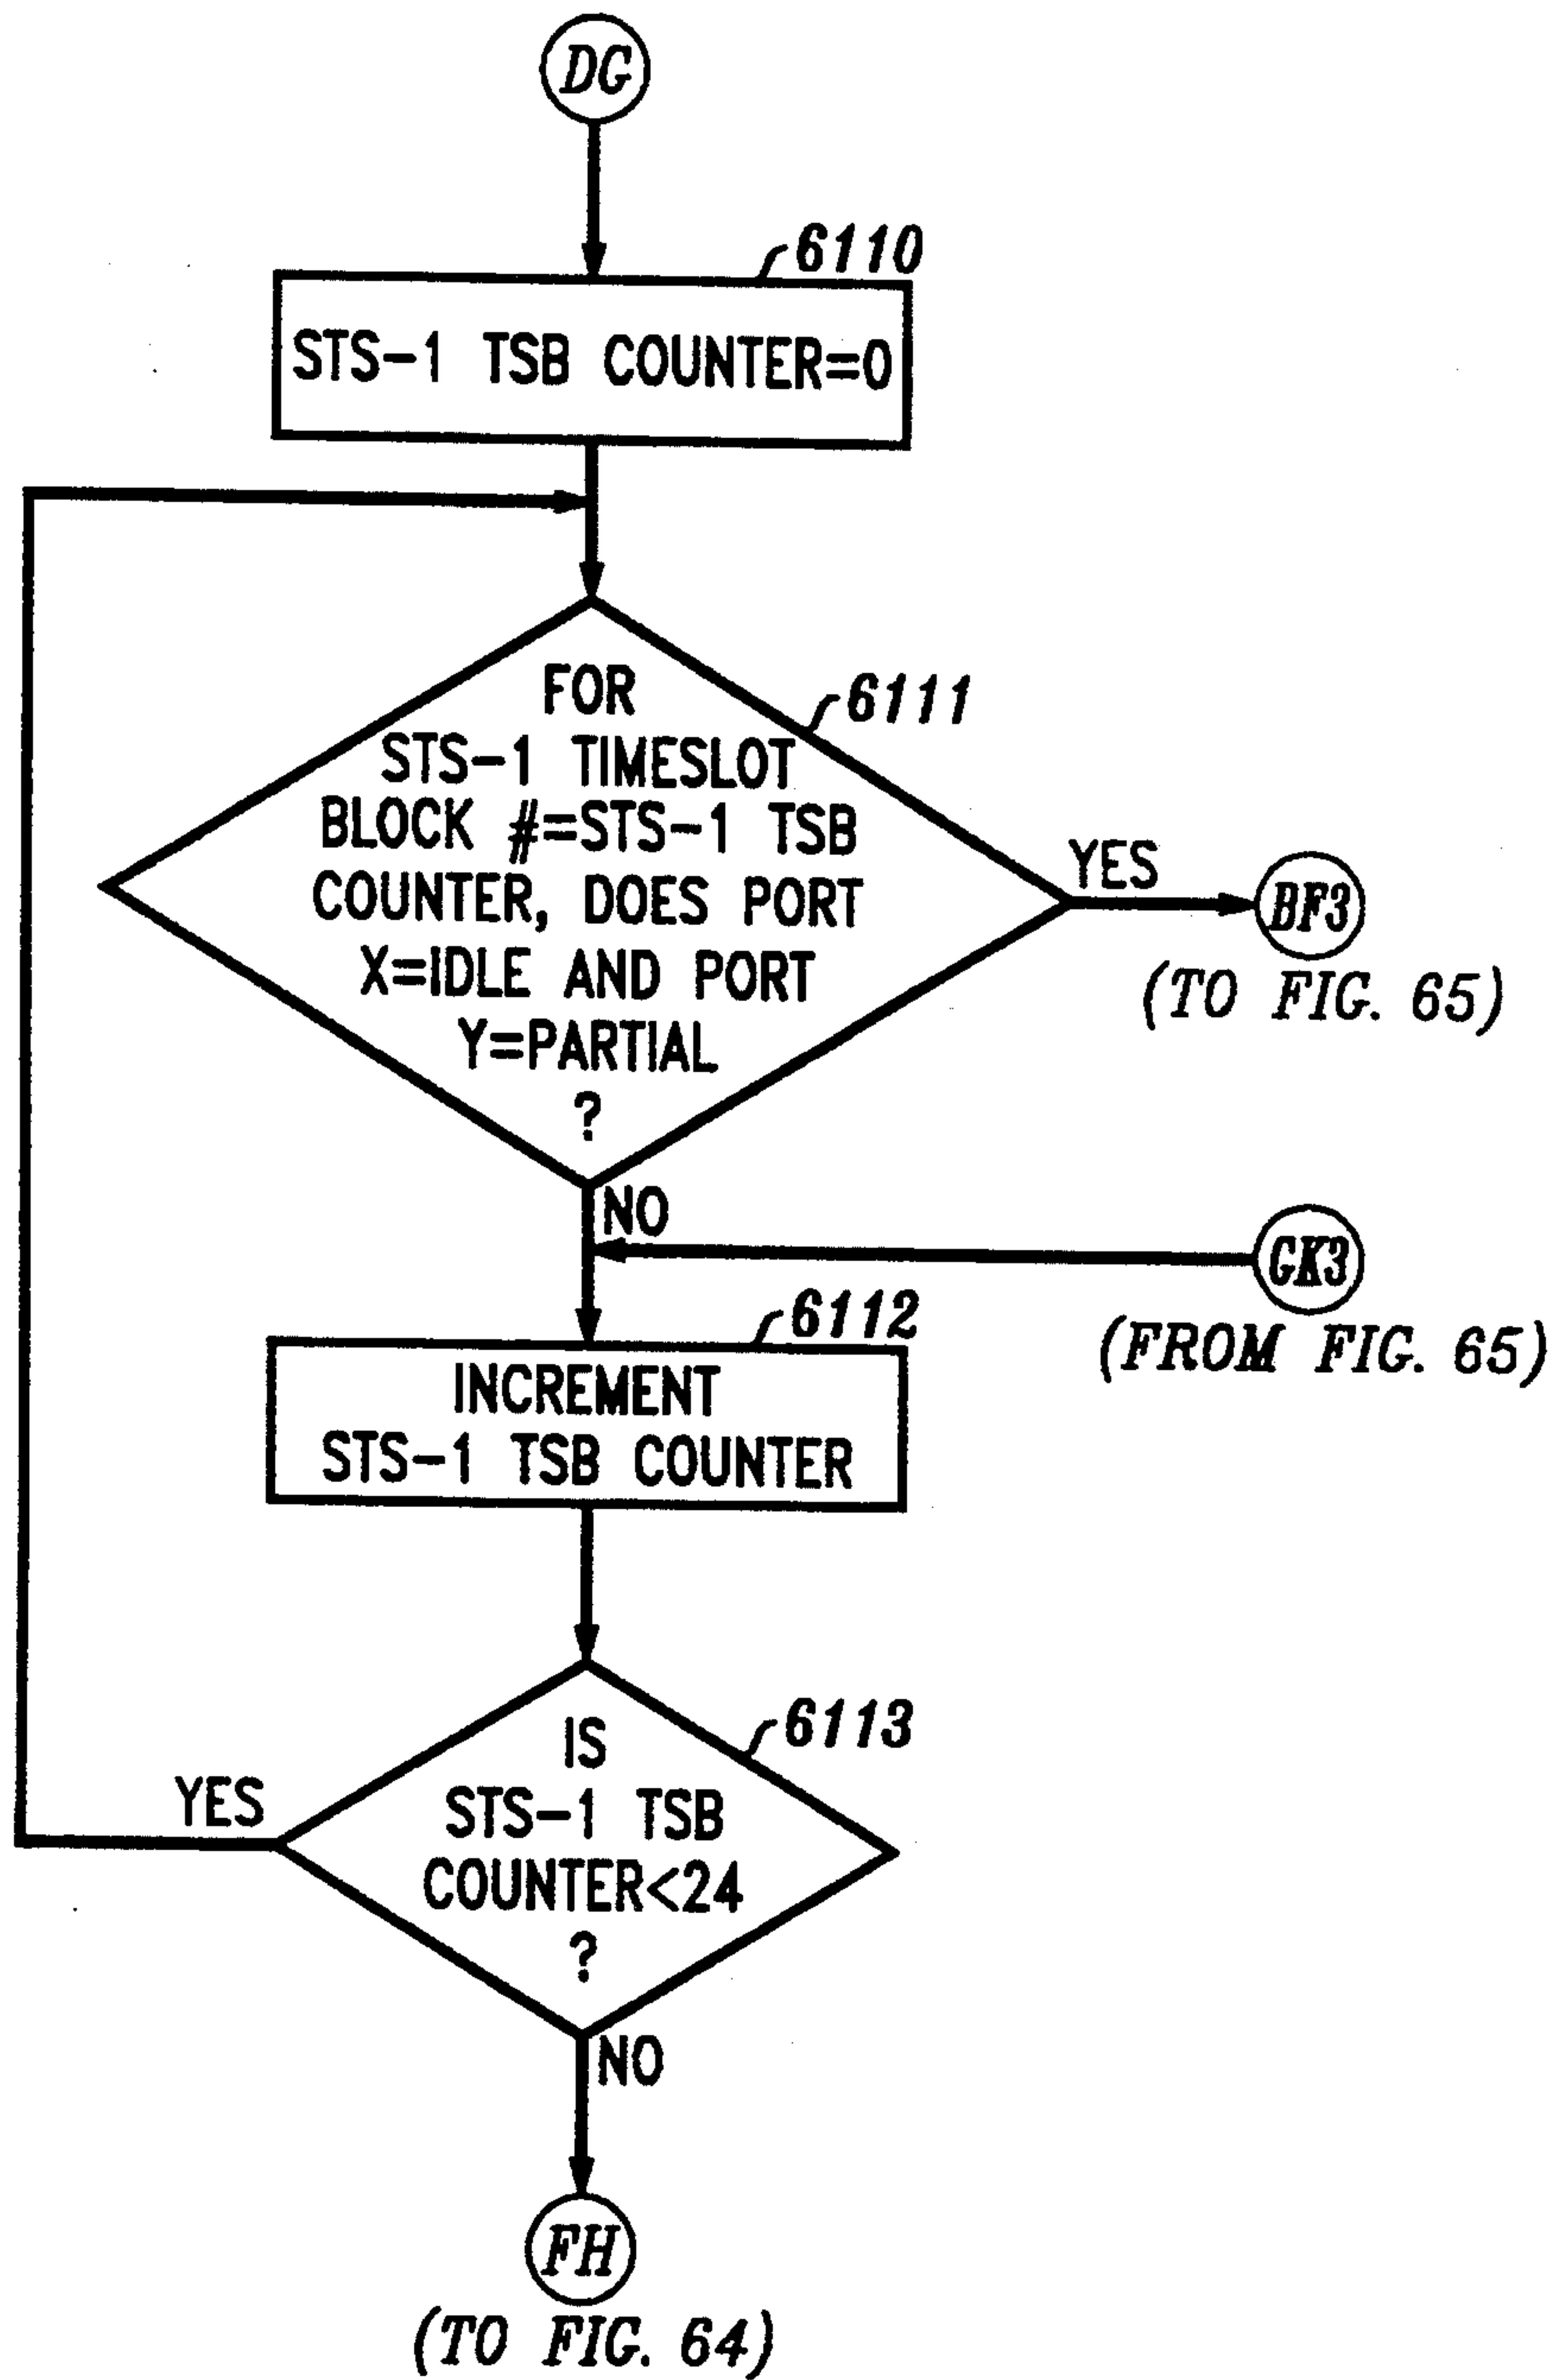 DG
6110
STS-1 TSB COUNTER=0
FOR
6111
STS-1 TIMESLOT
BLOCK #=STS-1 TSB
COUNTER, DOES PORT
X=IDLE AND PORT
Y=PARTIAL
?
YES
BF3
(TO FIG. 65)
NO
GK3
(FROM FIG. 65)
6112
INCREMENT
STS-1 TSB COUNTER
6113
IS
STS-1 TSB
COUNTER<24
?
YES
NO
FH
(TO FIG. 64)